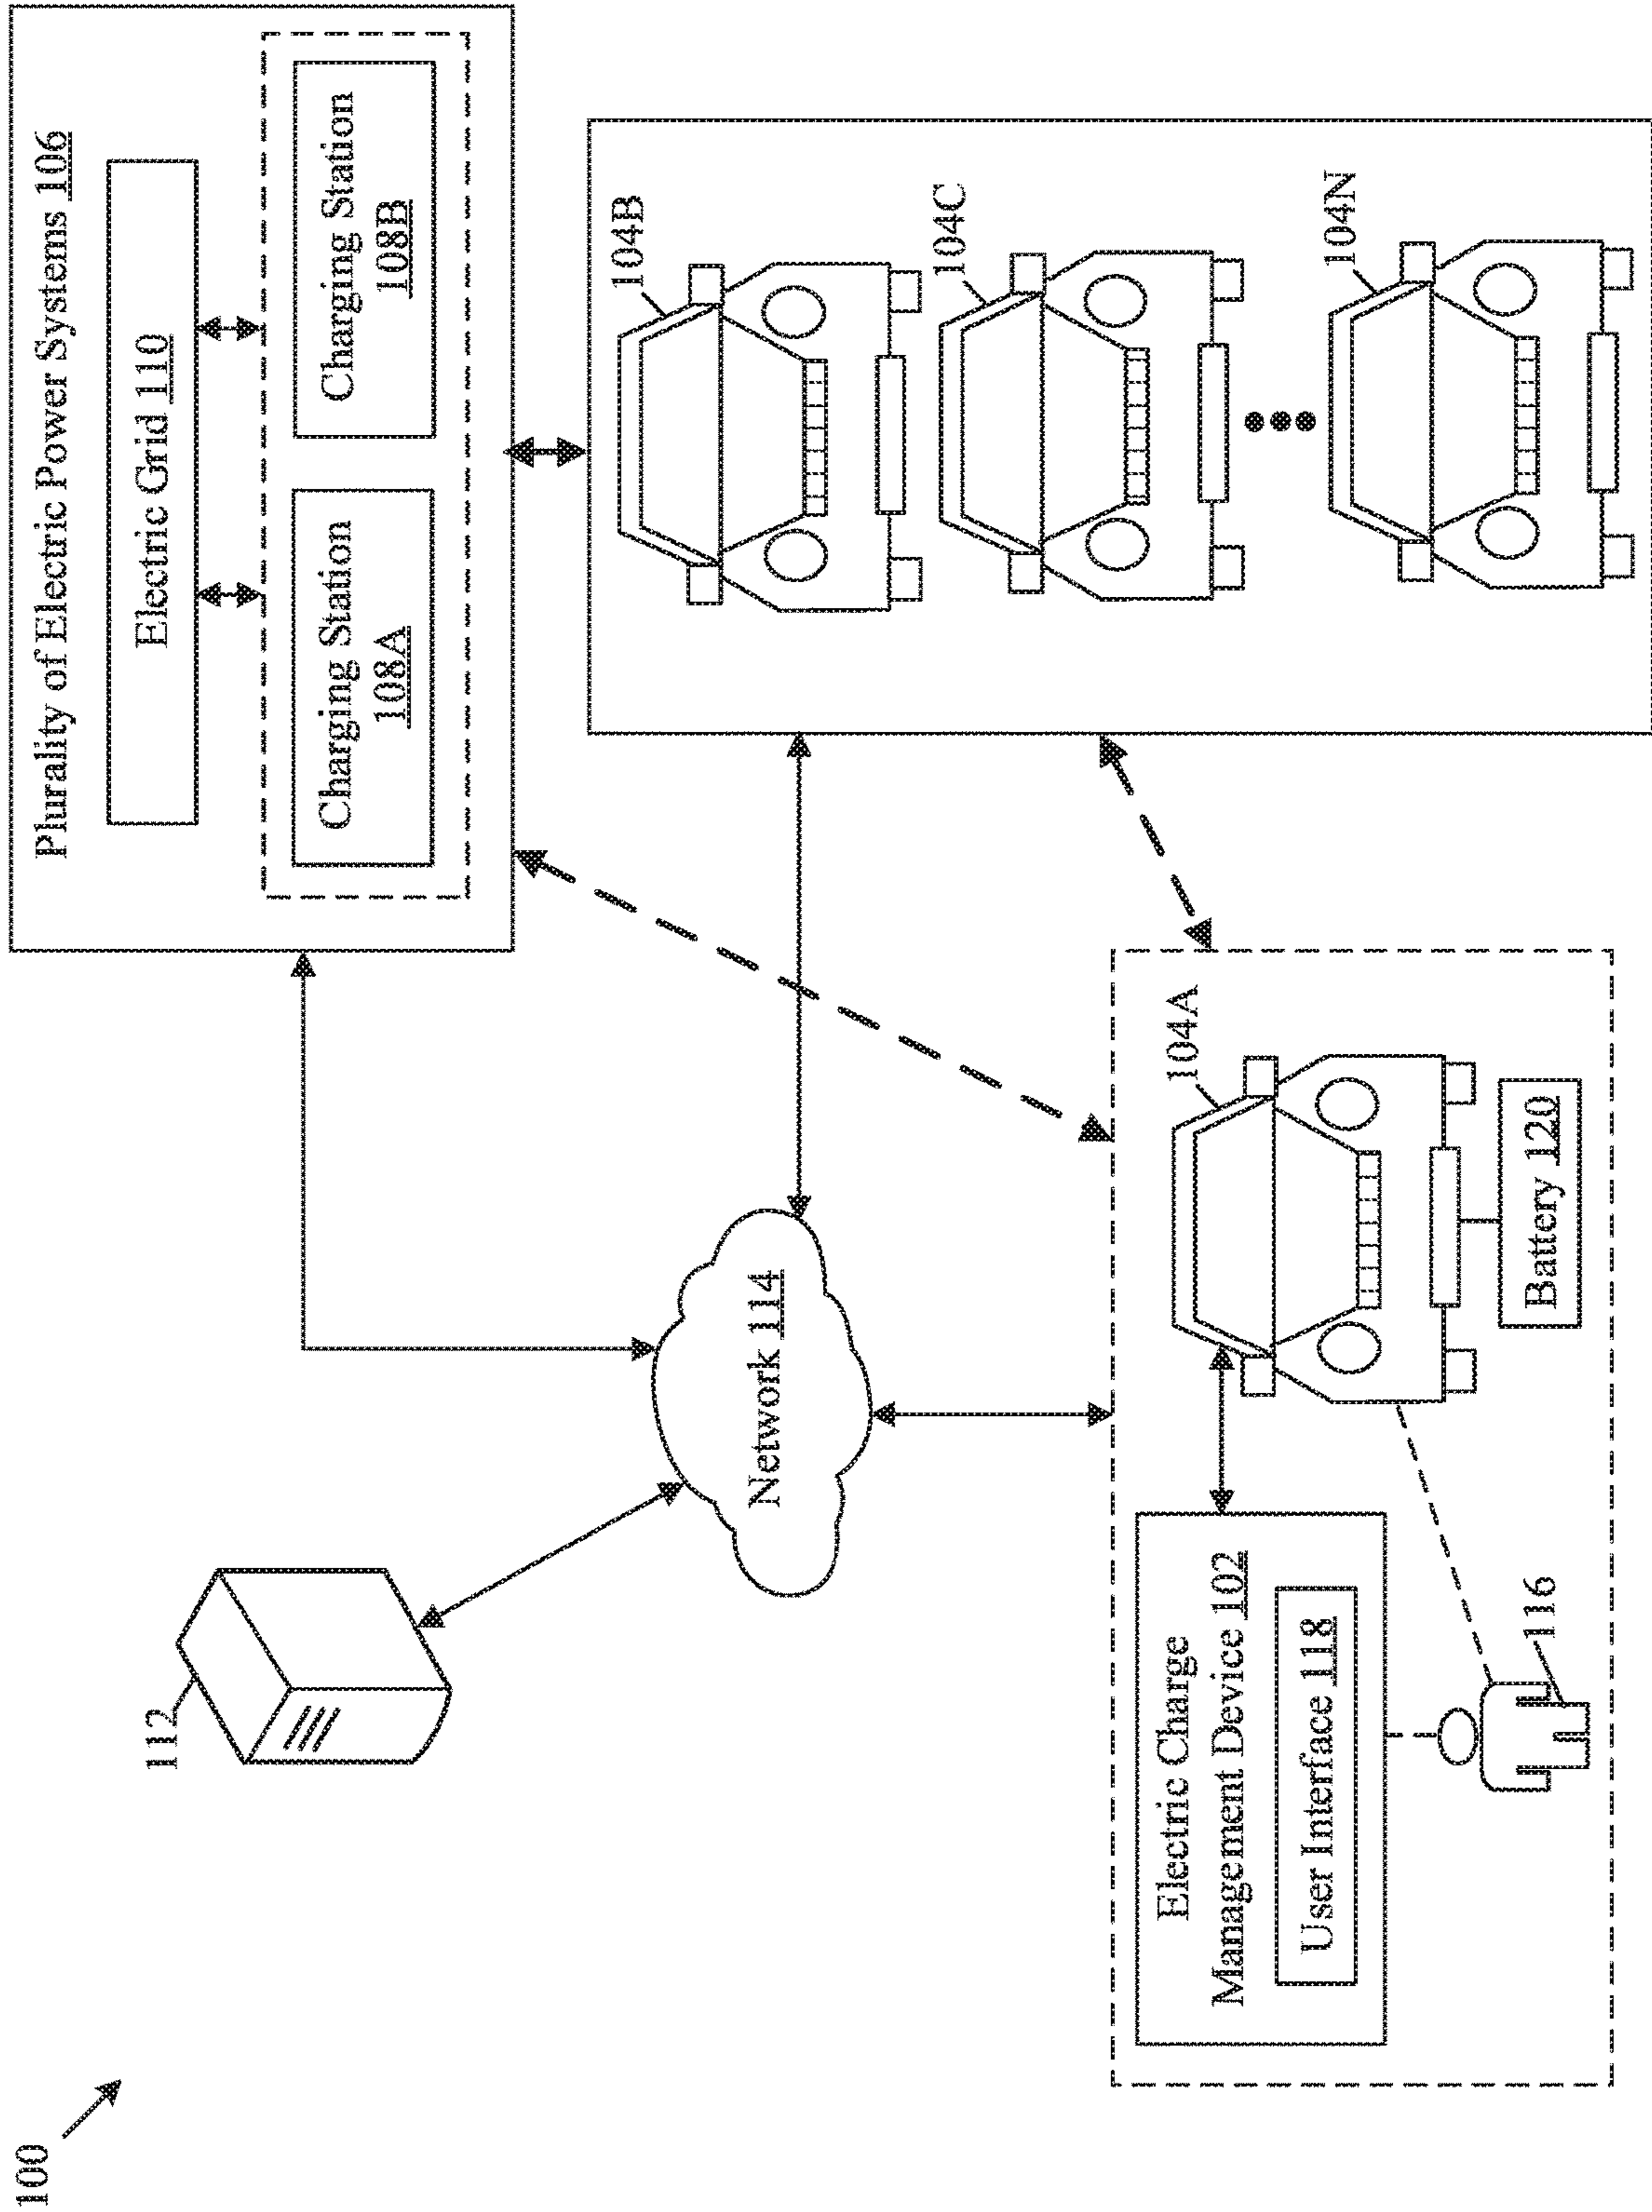 100
112
Plurality of Electric Power Systems 106
Electric Grid 110
Charging Station
108A
Charging Station
108B
Network 114
104B
104C
104N
Electric Charge
Management Device 102
User Interface 118
116
104A
Battery 120